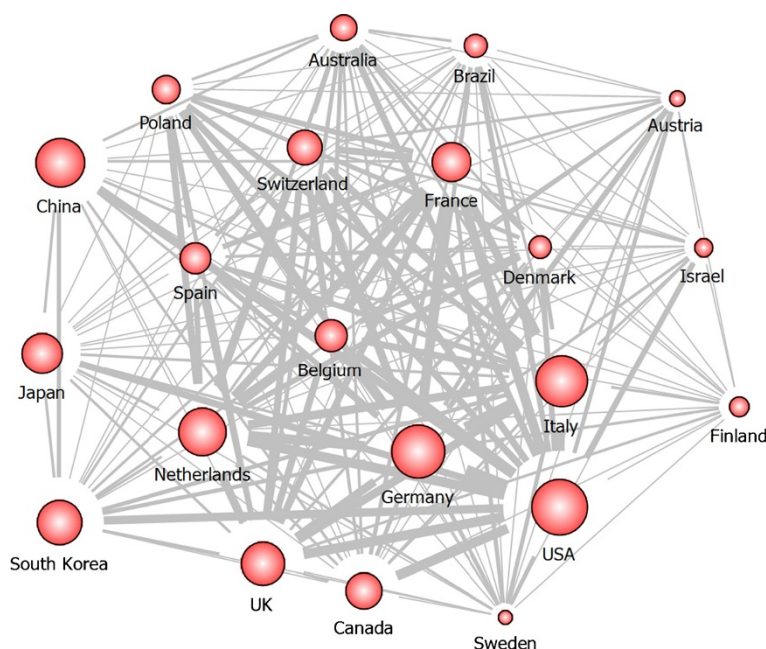 Australia
Brazil
Poland
Austria
Switzerland
China
France
Spain
Denmark
Israel
Belgium
Japan
Italy
Finland
Netherlands
Germany
USA
South Korea
UK
Canada
Sweden